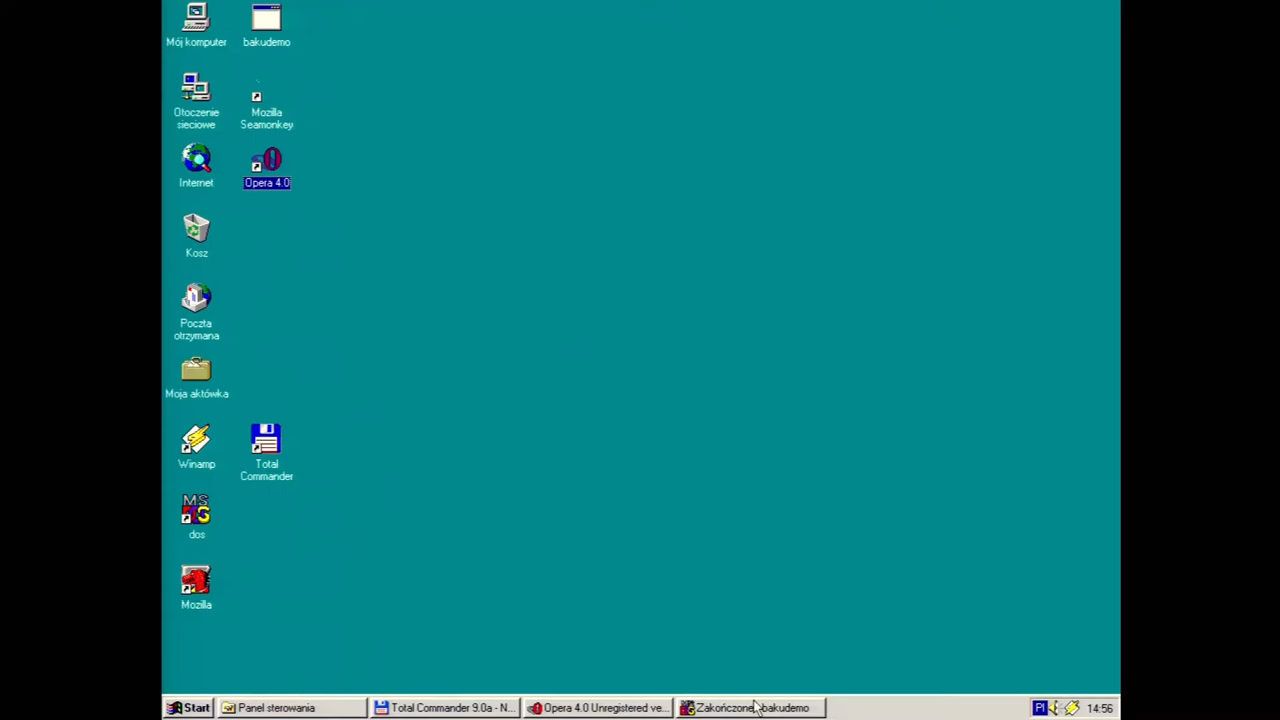 Mój komputer
bakudemo
Otoczenie
sieciowe
Mozilla
Seamonkey
Internet
Opera 4.0
Kosz
Poczta
otrzymana
Moja aktówka
Winamp
Total
Commander
MS
dos
Mozilla
Start
Panel sterowania
Total Commander 9.0a - N...
Opera 4.0 Unregistered ve...
Zakończone bakudemo
Pl
14:56